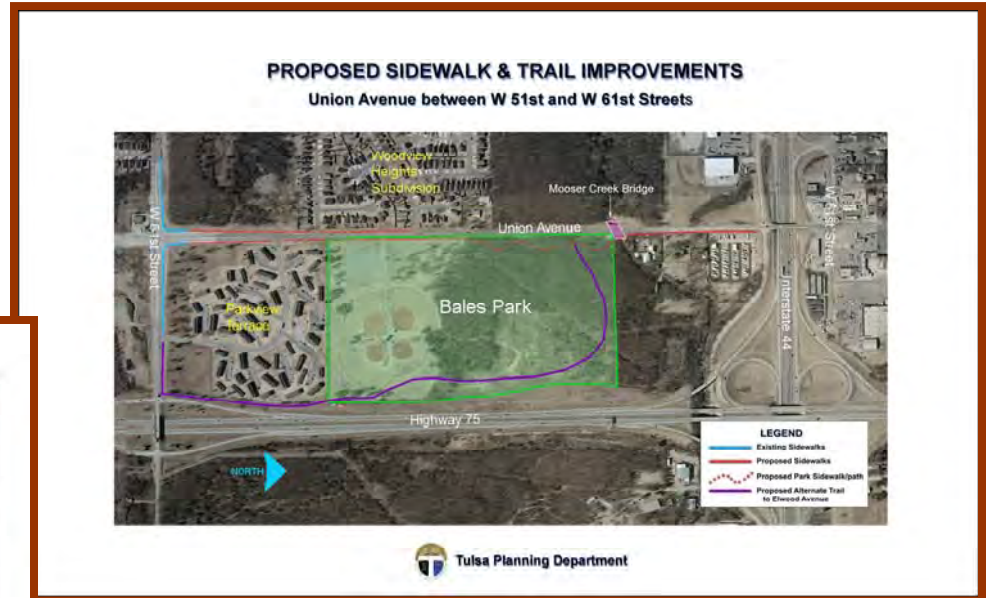 PROPOSED SIDEWALK & TRAIL IMPROVEMENTS
Union Avenue between W 51st and W 61st Streets
Woodview
Heights
Subdivision
Mooser Creek Bridge
Union Avenue
W 61st Street
W 51st Street
Interstate 44
Parkview
Terrace
Bales Park
Highway 75
NORTH
LEGEND
Existing Sidewalks
Proposed Sidewalks
Proposed Park Sidewalk/path
Proposed Alternate Trail
to Elwood Avenue
Tulsa Planning Department